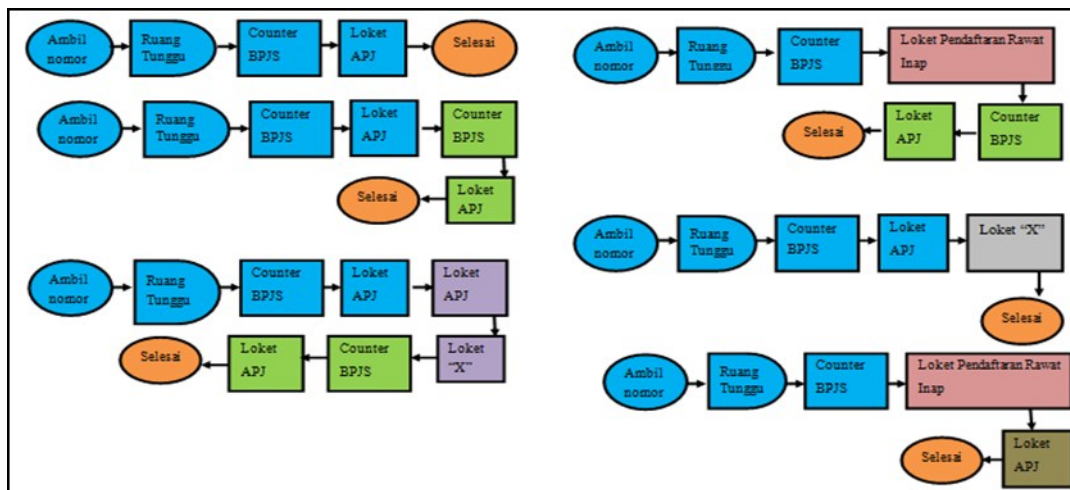 Ambil
nomor
Ruang
Tunggu
Counter
BPJS
Loket
APJ
Selesai
Ambil
nomor
Ruang
Tunggu
Counter
BPJS
Loket
APJ
Counter
BPJS
Selesai
Loket
APJ
Ambil
nomor
Ruang
Tunggu
Counter
BPJS
Loket
APJ
Loket
APJ
Selesai
Loket
APJ
Counter
BPJS
Loket
“X”
Ambil
nomor
Ruang
Tunggu
Counter
BPJS
Loket Pendaftaran Rawat
Inap
Selesai
Loket
APJ
Counter
BPJS
Ambil
nomor
Ruang
Tunggu
Counter
BPJS
Loket
APJ
Loket “X”
Selesai
Ambil
nomor
Ruang
Tunggu
Counter
BPJS
Loket Pendaftaran Rawat
Inap
Selesai
Loket
APJ